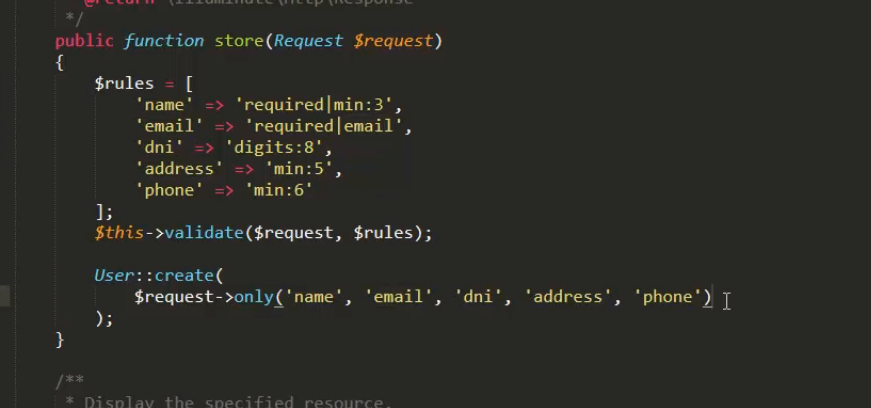 @return \Illuminate\Http\Response
*/
public function store(Request $request)
{
$rules = [
'name' => 'required|min:3',
'email' => 'required|email',
'dni' => 'digits:8',
'address' => 'min:5',
'phone' => 'min:6'
];
$this->validate($request, $rules);
User::create(
$request->only('name', 'email', 'dni', 'address', 'phone')
);
}
/**
* Display the specified resource.